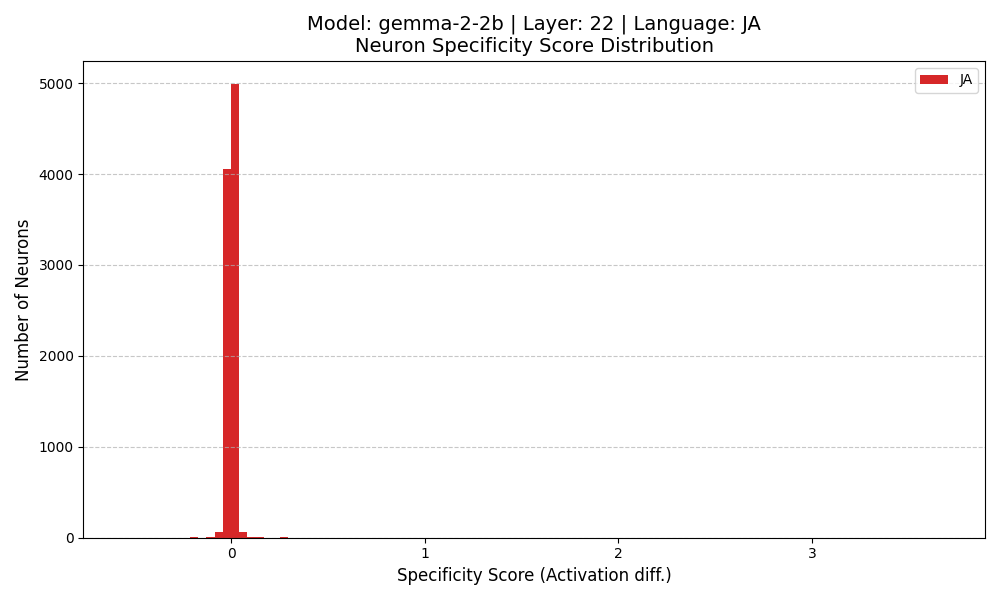 Model: gemma-2-2b | Layer: 22 | Language: JA
Neuron Specificity Score Distribution
JA
5000
4000
3000
2000
1000
0
Number of Neurons
0 1 2 3
Specificity Score (Activation diff.)